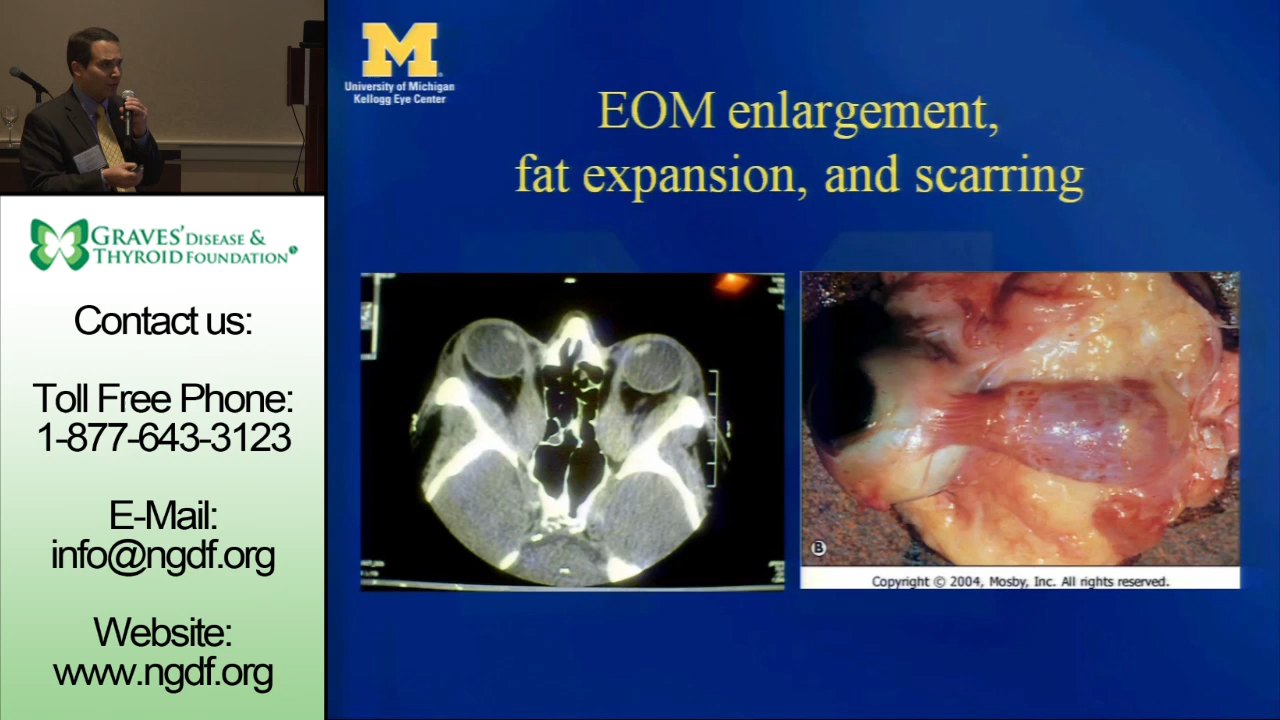 M
University of Michigan
Kellogg Eye Center
EOM enlargement,
fat expansion, and scarring
GRAVES' DISEASE &
THYROID FOUNDATION
Contact us:
Toll Free Phone:
1-877-643-3123
E-Mail:
info@ngdf.org
Website:
www.ngdf.org
B
Copyright © 2004, Mosby, Inc. All rights reserved.